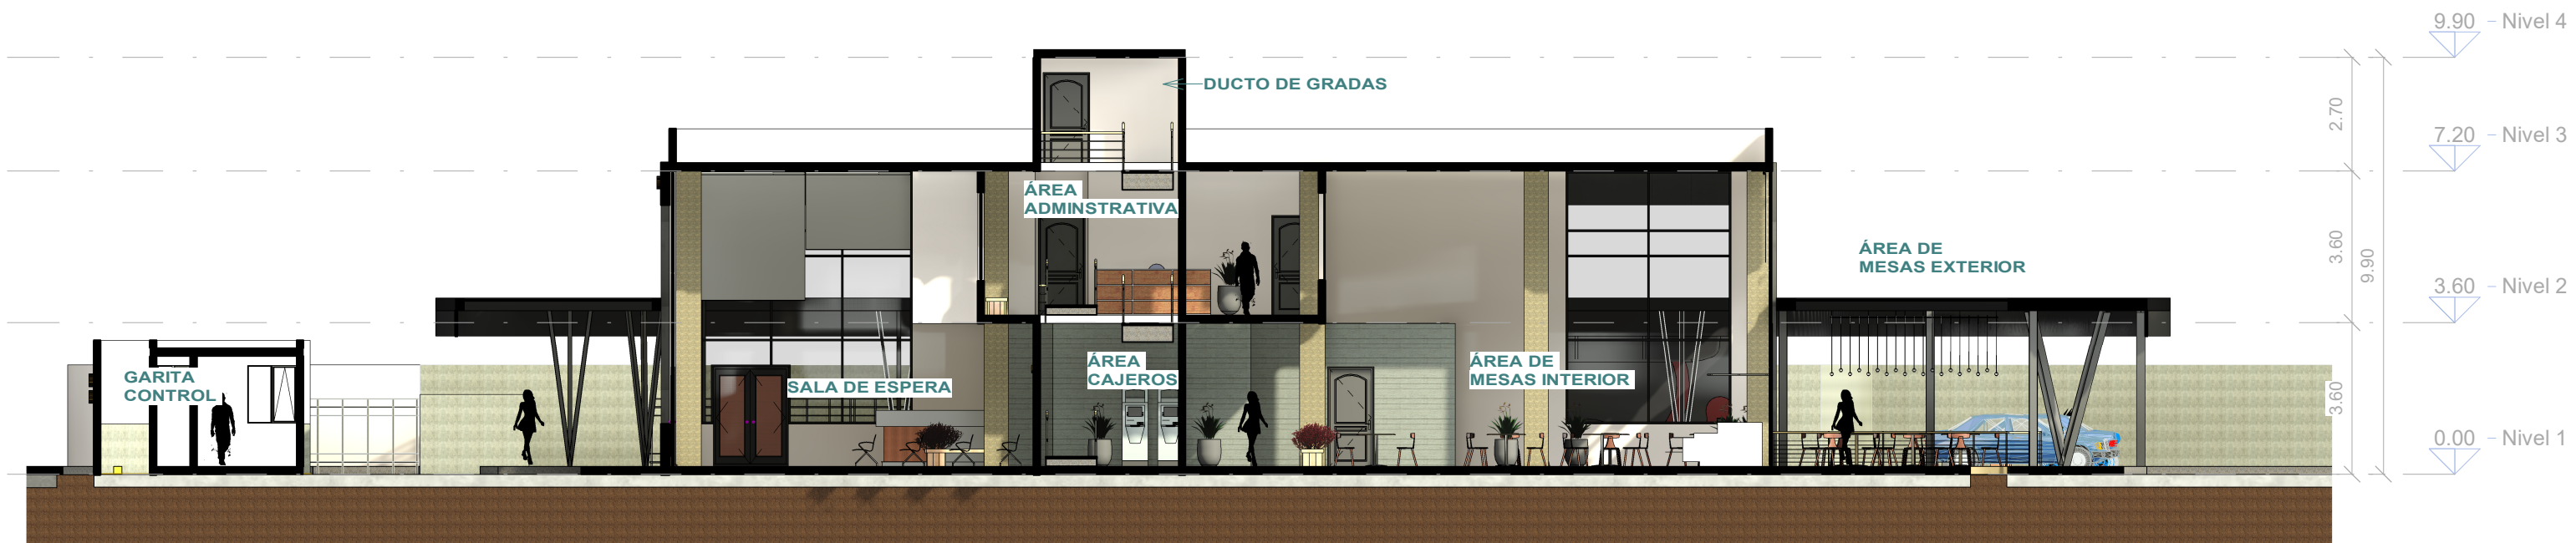 9.90 - Nivel 4
DUCTO DE GRADAS
2.70
7.20 - Nivel 3
ÁREA
ADMINSTRATIVA
3.60
9.90
ÁREA DE
MESAS EXTERIOR
3.60 - Nivel 2
GARITA
CONTROL
SALA DE ESPERA
ÁREA
CAJEROS
ÁREA DE
MESAS INTERIOR
3.60
0.00 - Nivel 1